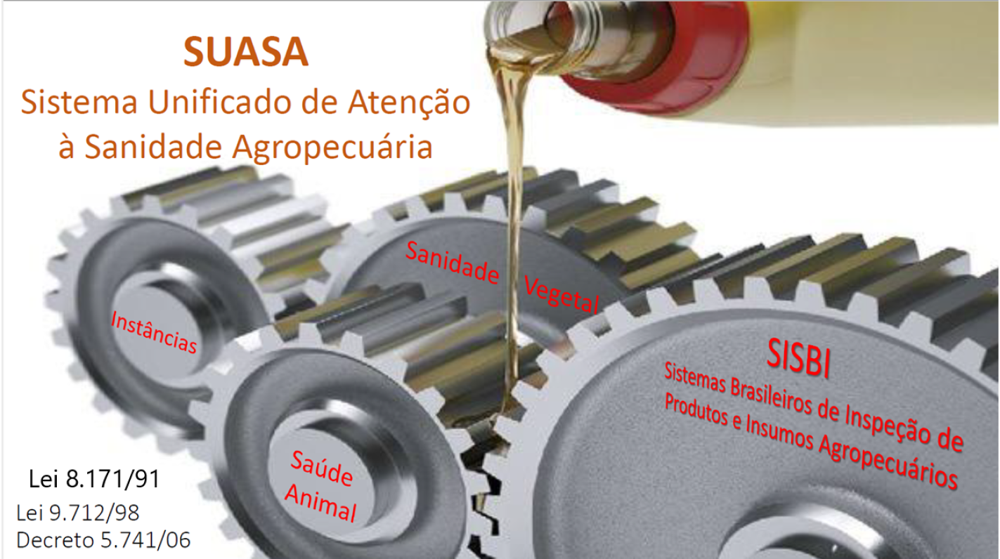 SUASA
Sistema Unificado de Atenção
à Sanidade Agropecuária
Sanidade Vegetal
Instâncias
SISBI
Sistemas Brasileiros de Inspeção de
Produtos e Insumos Agropecuários
Saúde
Animal
Lei 8.171/91
Lei 9.712/98
Decreto 5.741/06